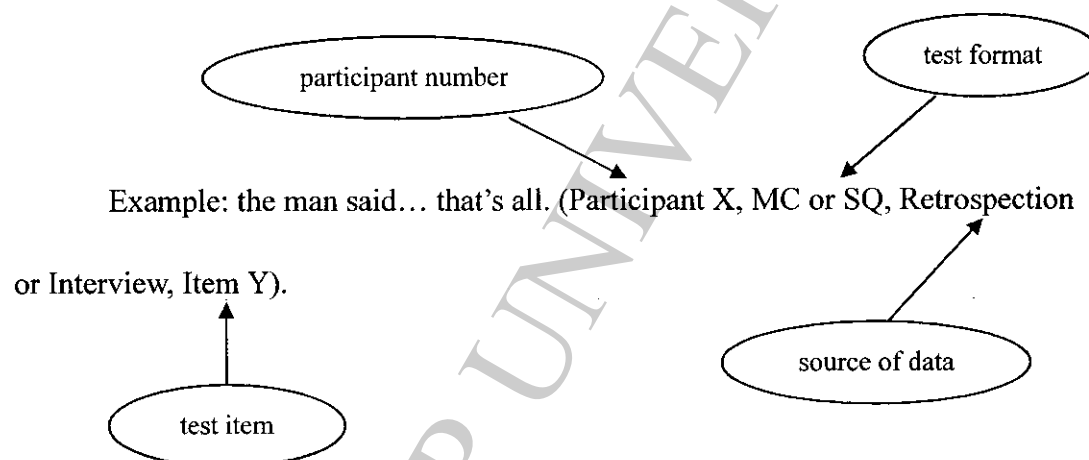 participant number
test format
Example: the man said… that's all. (Participant X, MC or SQ, Retrospection
or Interview, Item Y).
source of data
test item